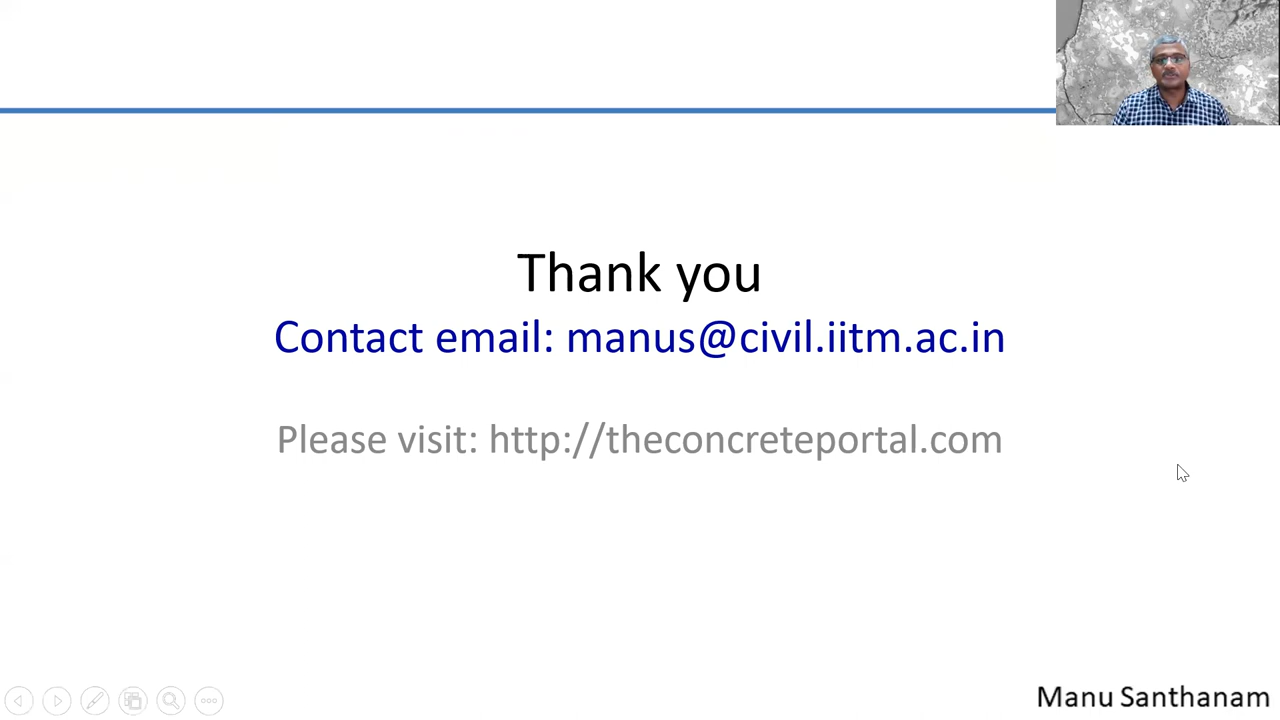 Thank you
Contact email: manus@civil.iitm.ac.in
Please visit: http://theconcreteportal.com
Manu Santhanam